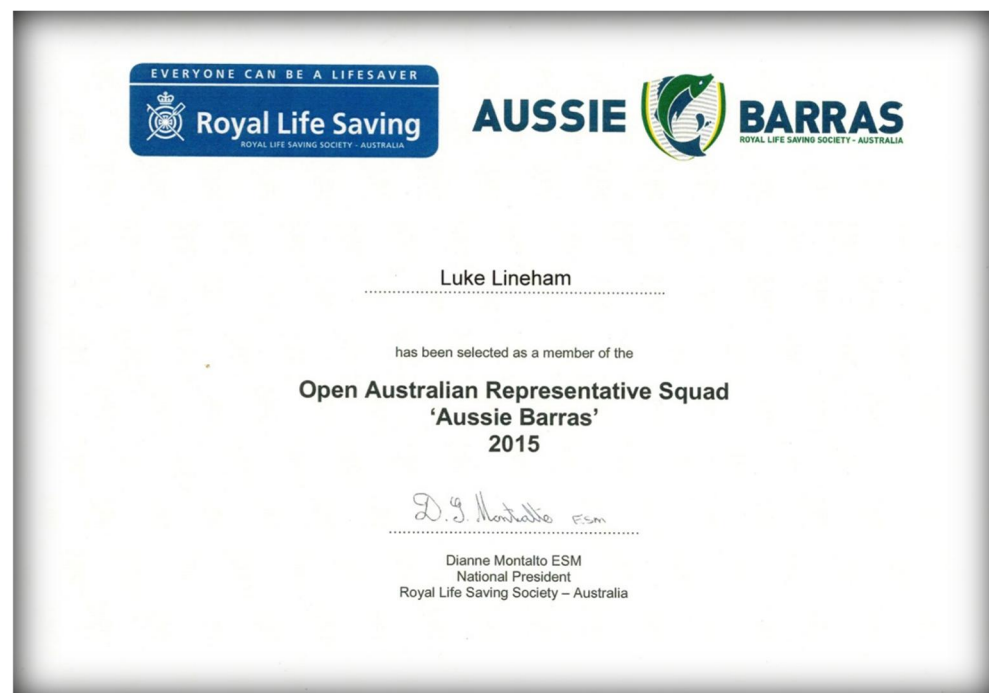 EVERYONE CAN BE A LIFESAVER
Royal Life Saving
ROYAL LIFE SAVING SOCIETY - AUSTRALIA
AUSSIE BARRAS
ROYAL LIFE SAVING SOCIETY - AUSTRALIA
Luke Lineham
has been selected as a member of the
Open Australian Representative Squad
‘Aussie Barras’
2015
D. G. Montalto ESM
Dianne Montalto ESM
National President
Royal Life Saving Society – Australia